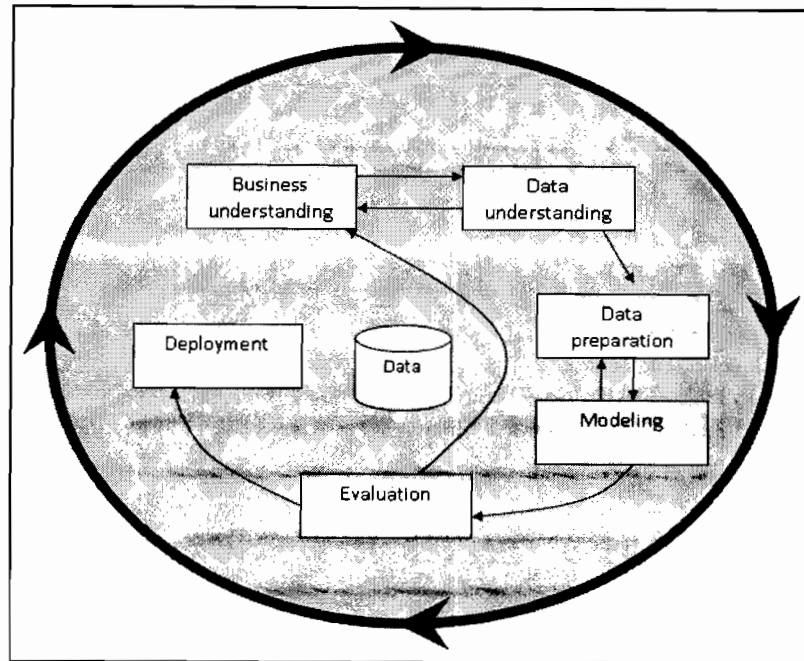 Business
understanding
Data
understanding
Data
preparation
Deployment
Data
Modeling
Evaluation